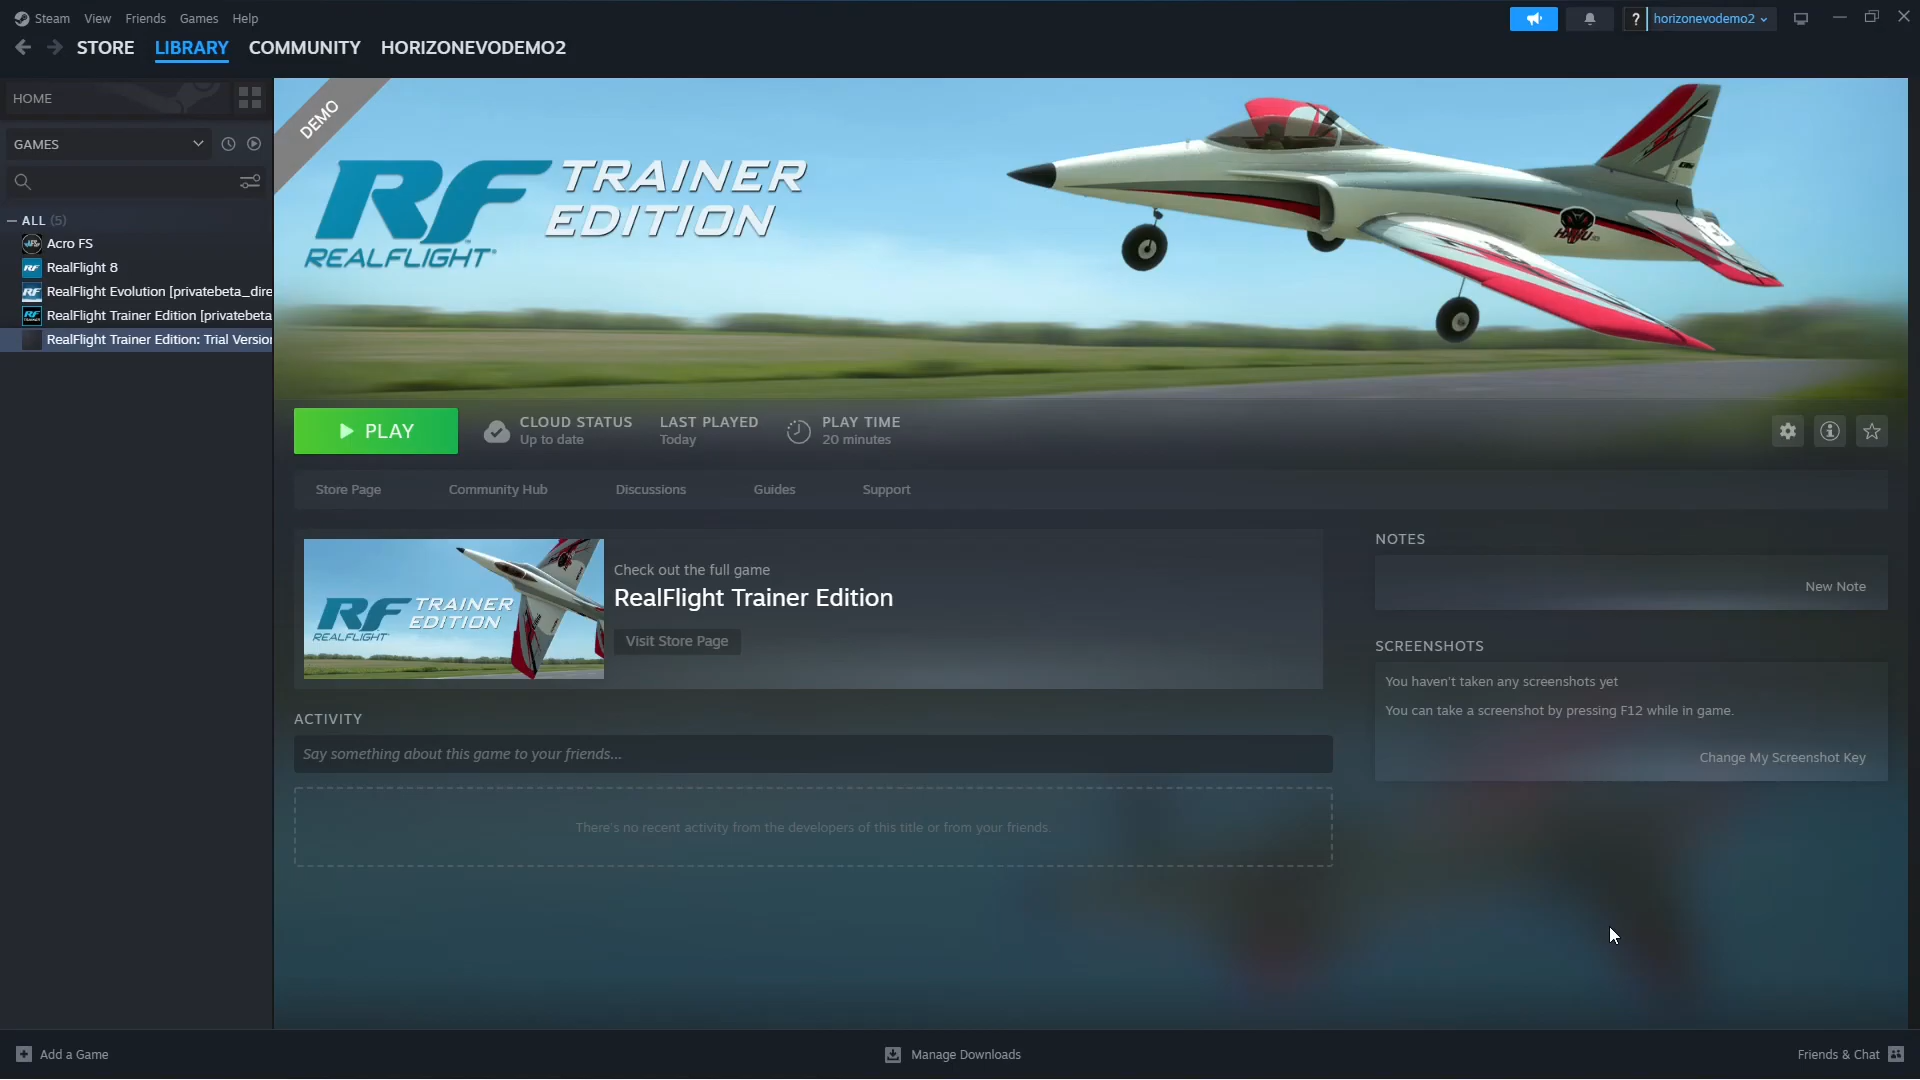 Steam View Friends Games Help
? horizonevodemo2
STORE LIBRARY COMMUNITY HORIZONEVODEMO2
HOME
GAMES
ALL (5)
Acro FS
RealFlight 8
RealFlight Evolution [privatebeta_dire
RealFlight Trainer Edition [privatebeta
RealFlight Trainer Edition: Trial Version
DEMO
RF TRAINER
EDITION
REALFLIGHT
PLAY
CLOUD STATUS
Up to date
LAST PLAYED
Today
PLAY TIME
20 minutes
Store Page Community Hub Discussions Guides Support
RF TRAINER
EDITION
REALFLIGHT
Check out the full game
RealFlight Trainer Edition
Visit Store Page
NOTES
New Note
SCREENSHOTS
You haven't taken any screenshots yet
You can take a screenshot by pressing F12 while in game.
Change My Screenshot Key
ACTIVITY
Say something about this game to your friends...
There's no recent activity from the developers of this title or from your friends.
Add a Game
Manage Downloads
Friends & Chat